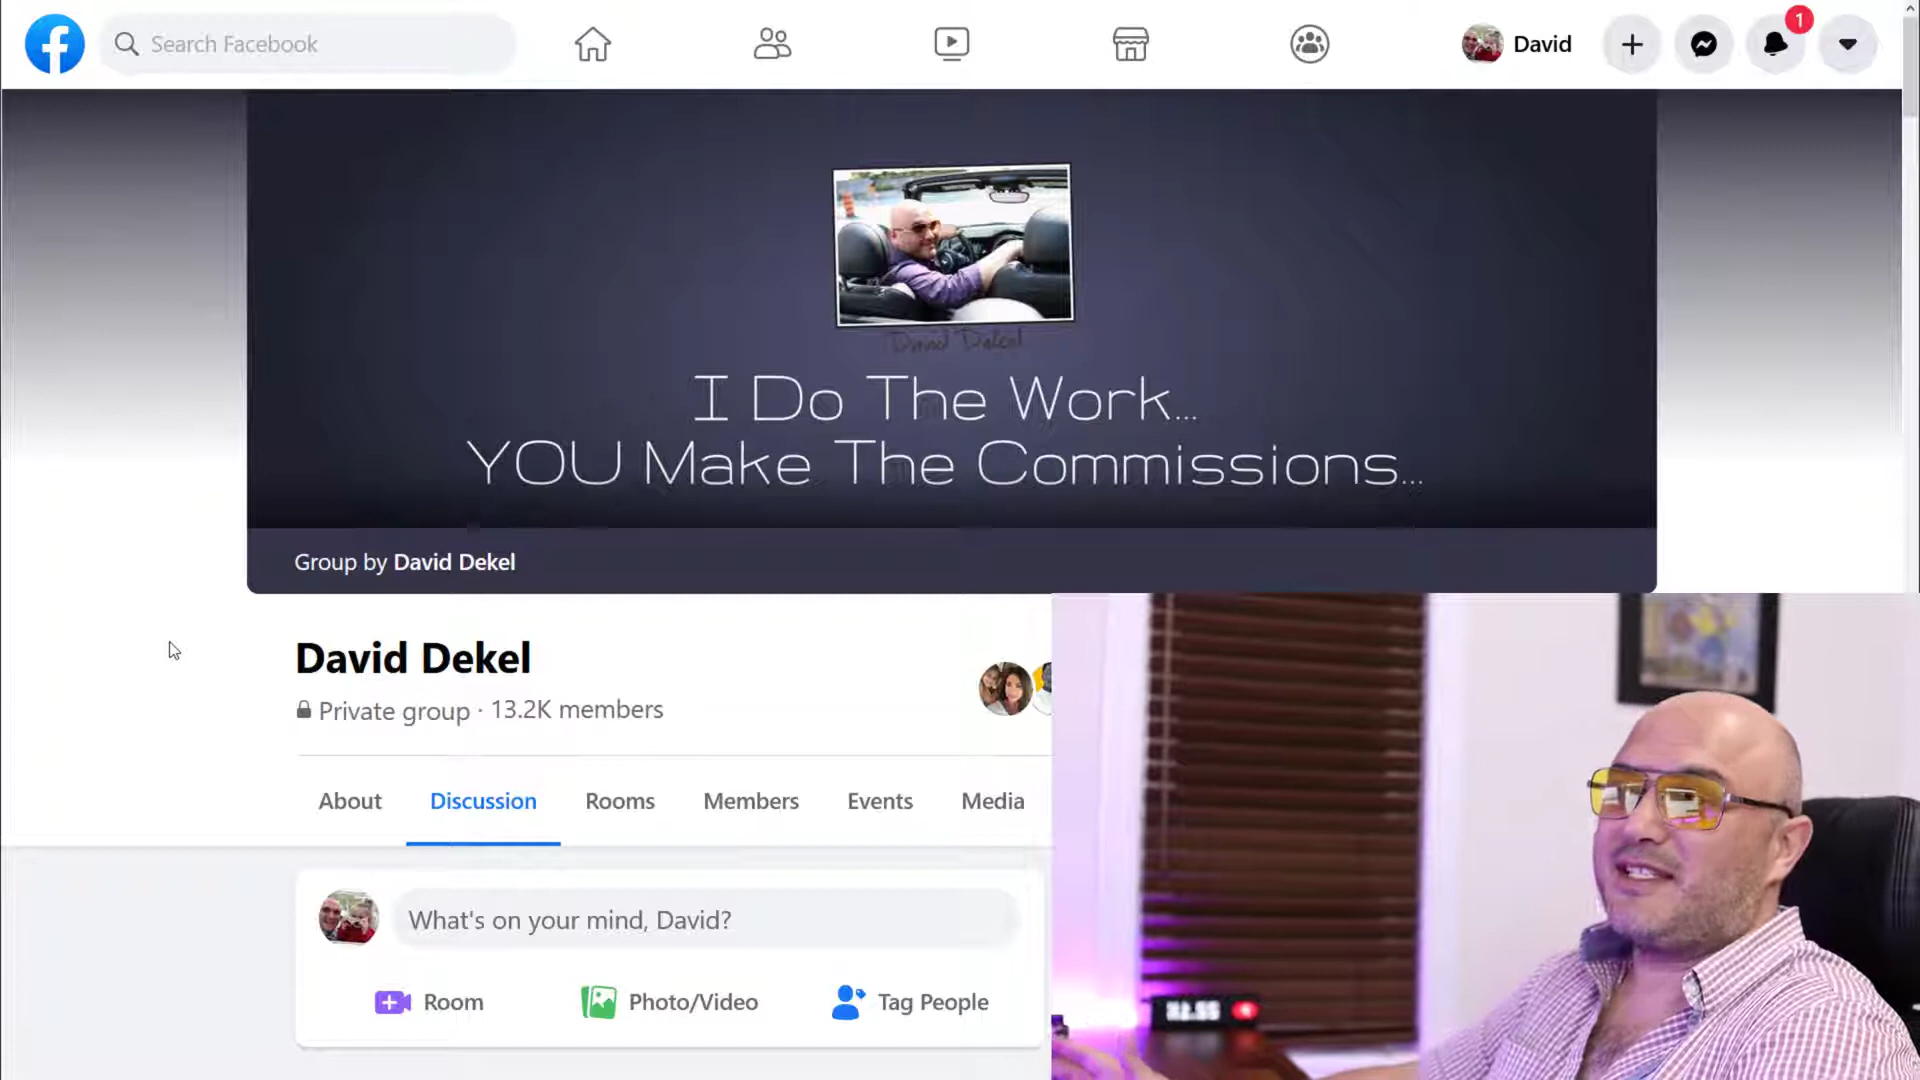 Search Facebook
David
1
David Dekel
I Do The Work...
YOU Make The Commissions...
Group by David Dekel
David Dekel
Private group · 13.2K members
About
Discussion
Rooms
Members
Events
Media
What's on your mind, David?
Room
Photo/Video
Tag People